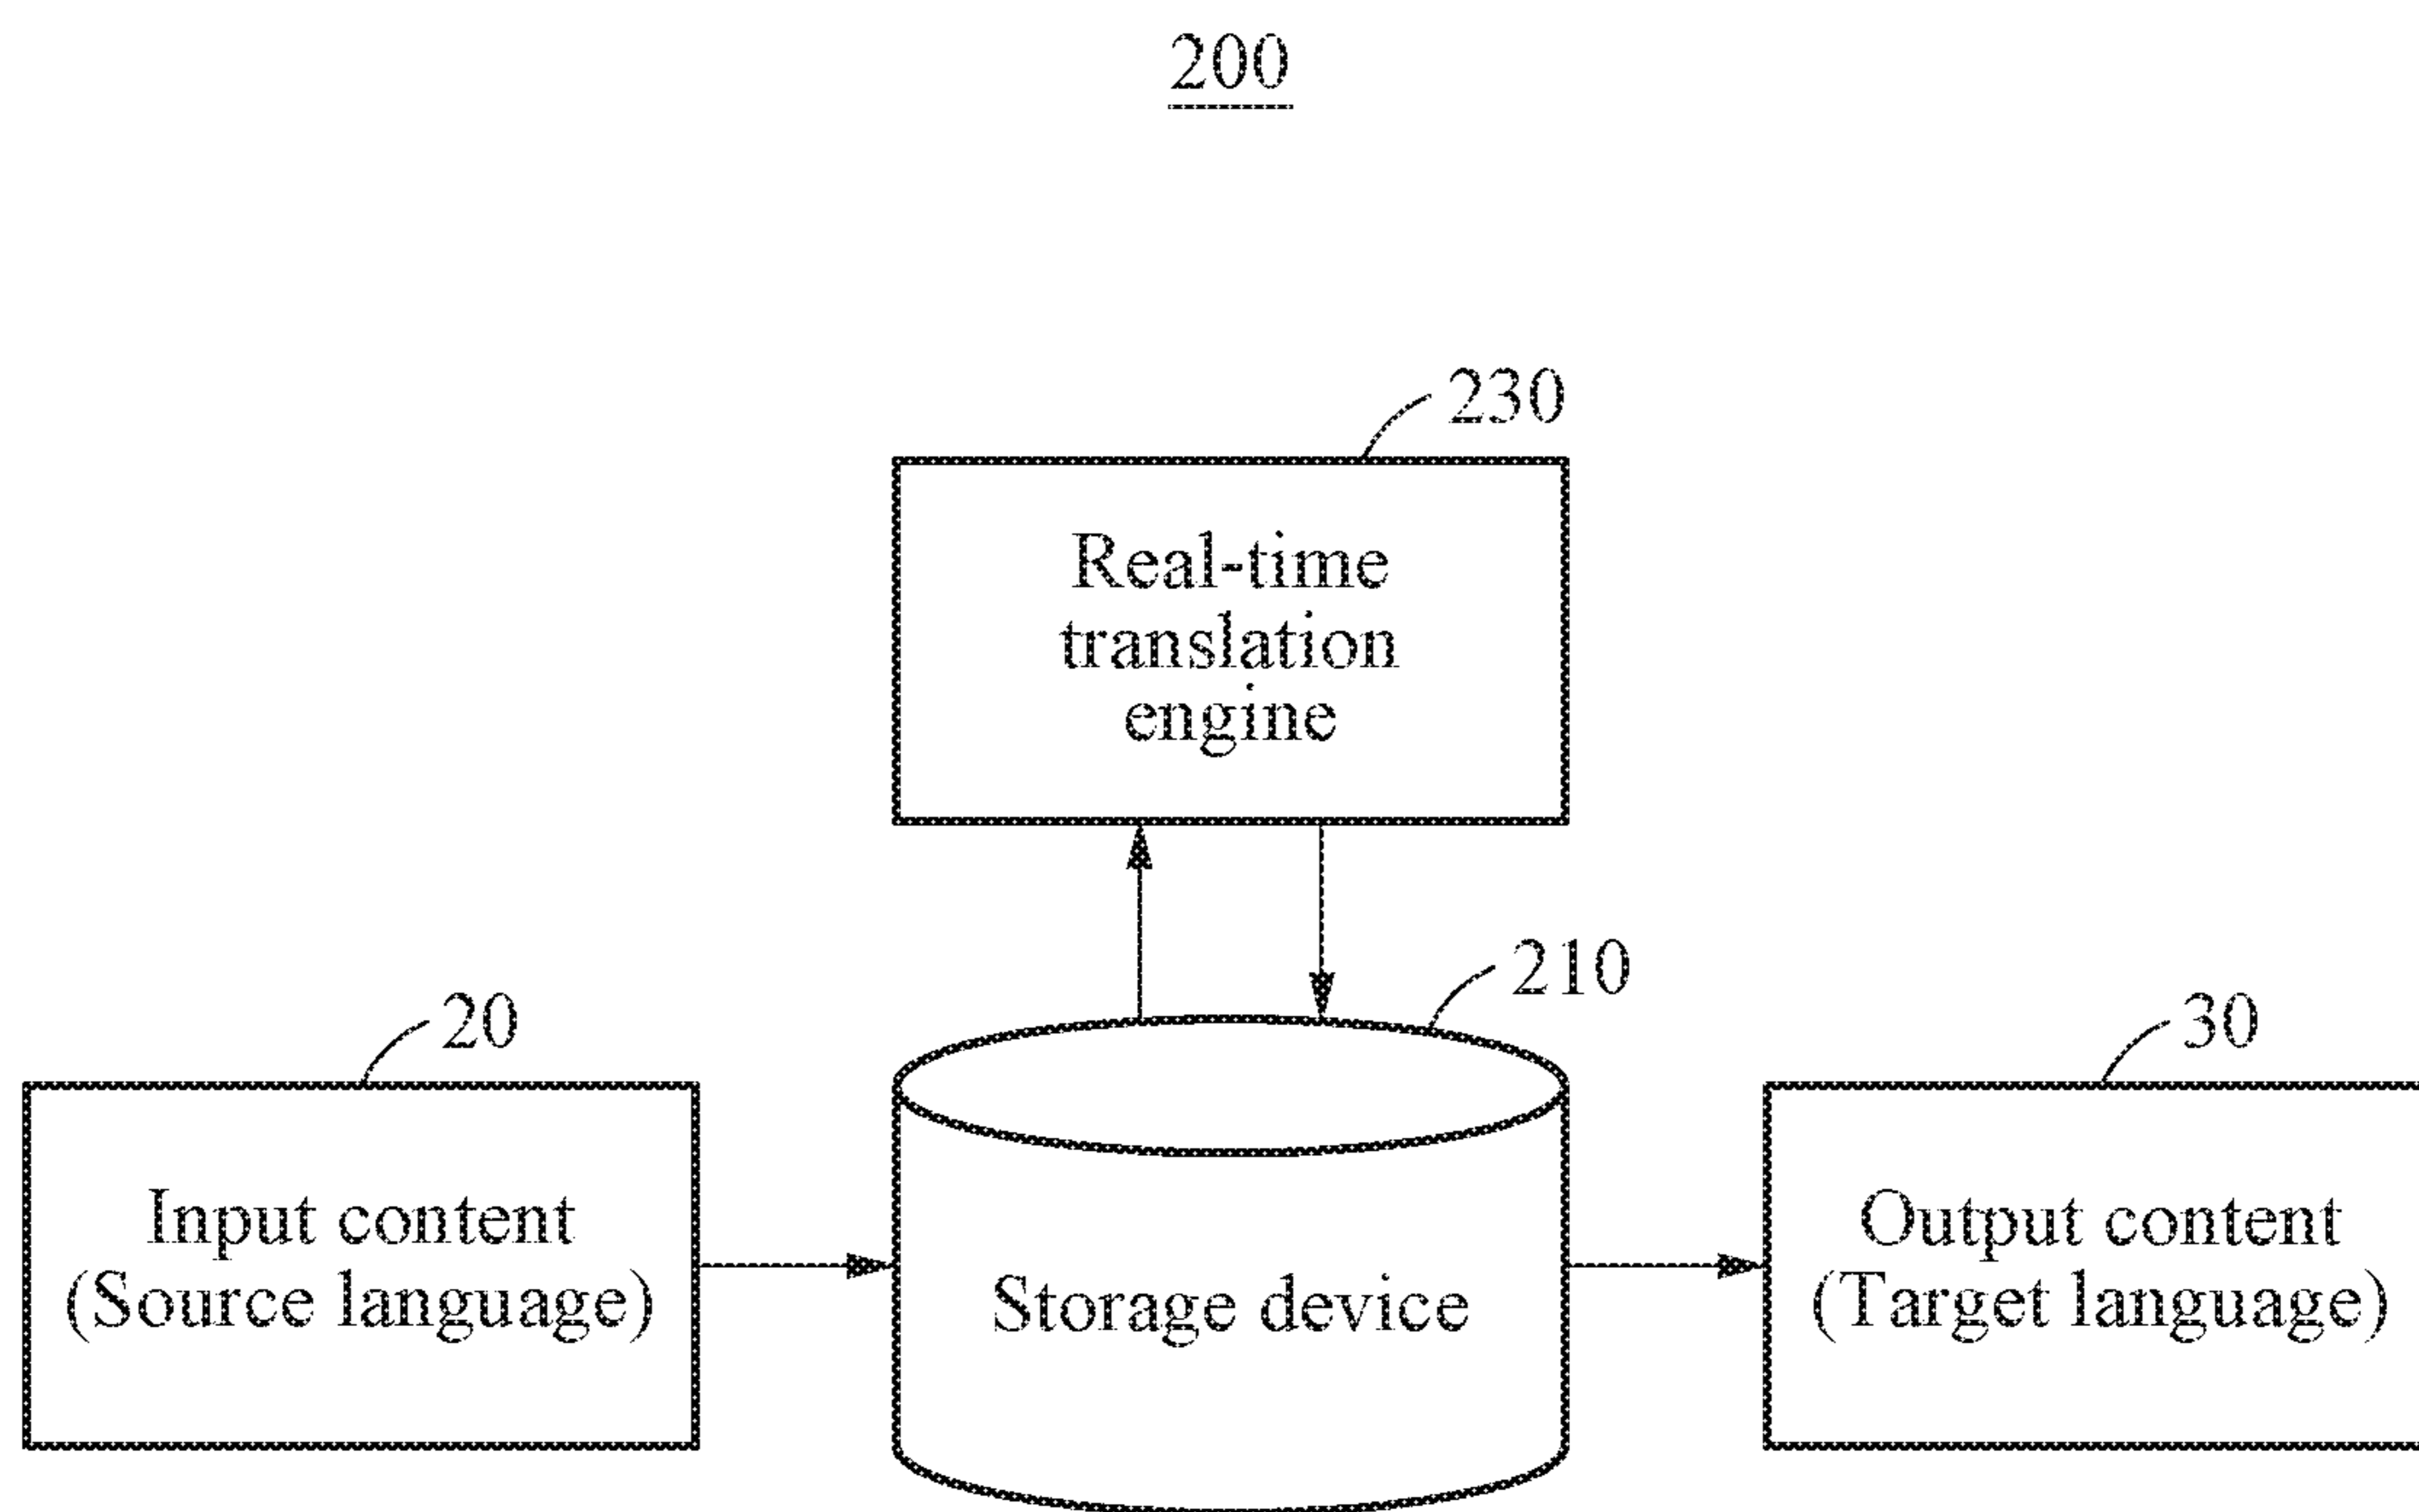 200
230
Real-time
translation
engine
210
20
30
Input content
(Source language)
Storage device
Output content
(Target language)